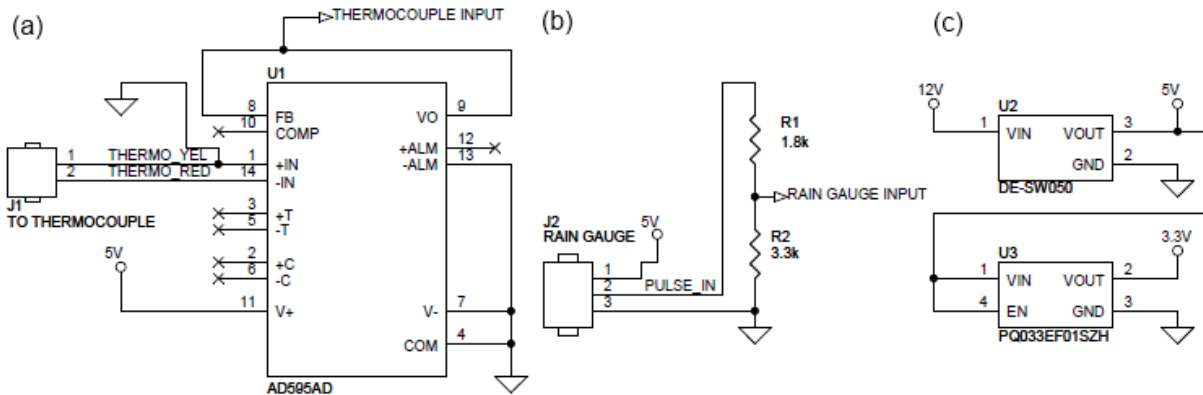 (a)
THERMOCOUPLE INPUT
U1
8 FB
10 COMP
1 THERMO_YEL 1 +IN
2 THERMO_RED 14 -IN
J1
TO THERMOCOUPLE
3 +T
5 -T
2 +C
6 -C
5V
11 V+
VO 9
+ALM 12
-ALM 13
V- 7
COM 4
AD595AD
(b)
R1
1.8k
RAIN GAUGE INPUT
R2
3.3k
J2
RAIN GAUGE
5V
1
2 PULSE_IN
3
(c)
12V
5V
U2
1 VIN VOUT 3
GND 2
DE-SW050
3.3V
U3
1 VIN VOUT 2
4 EN GND 3
PQ033EF01SZH